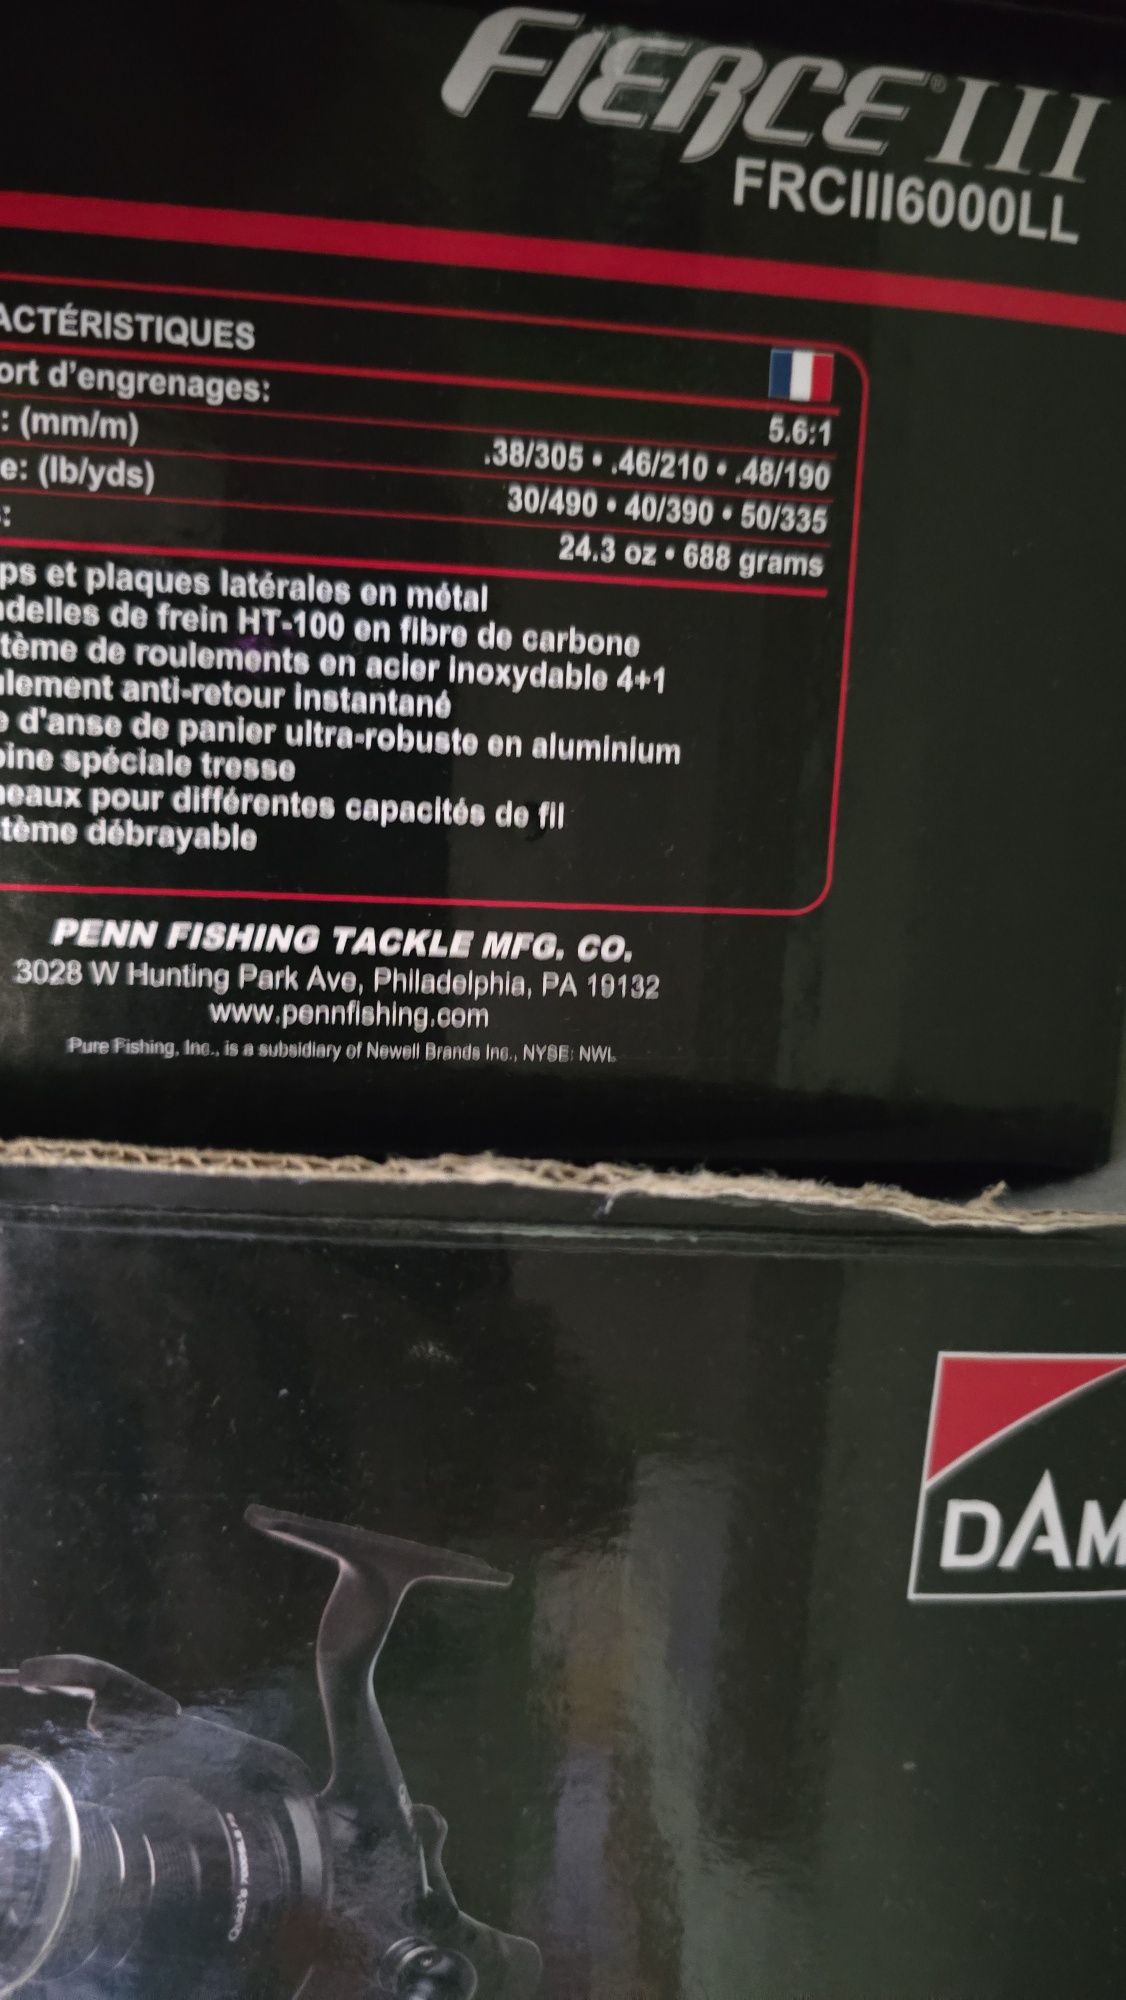 FIERCE® III
FRCIII6000LL
ACTÉRISTIQUES
ort d'engrenages: 5.6:1
: (mm/m) .38/305 • .46/210 • .48/190
e: (lb/yds) 30/490 • 40/390 • 50/335
: 24.3 oz • 688 grams
ps et plaques latérales en métal
delles de frein HT-100 en fibre de carbone
tème de roulements en acier inoxydable 4+1
lement anti-retour instantané
e d'anse de panier ultra-robuste en aluminium
ine spéciale tresse
neaux pour différentes capacités de fil
tème débrayable
PENN FISHING TACKLE MFG. CO.
3028 W Hunting Park Ave, Philadelphia, PA 19132
www.pennfishing.com
Pure Fishing, Inc., is a subsidiary of Newell Brands Inc., NYSE: NWL
DAM
Quick